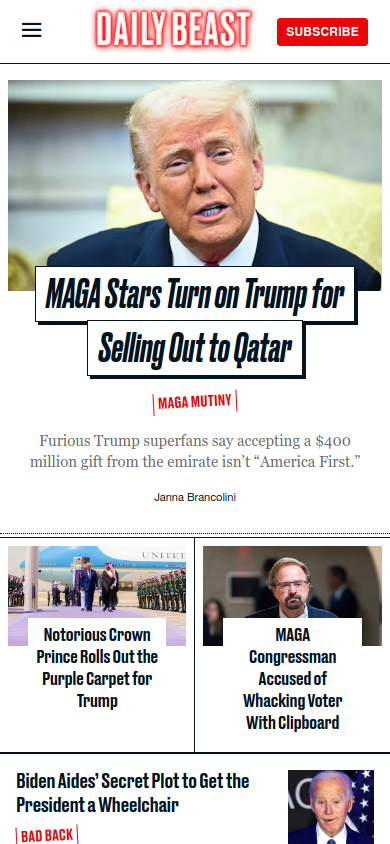 DAILY BEAST
SUBSCRIBE
MAGA Stars Turn on Trump for
Selling Out to Qatar
MAGA MUTINY
Furious Trump superfans say accepting a $400
million gift from the emirate isn’t “America First.”
Janna Brancolini
UNITE
Notorious Crown
Prince Rolls Out the
Purple Carpet for
Trump
MAGA
Congressman
Accused of
Whacking Voter
With Clipboard
Biden Aides’ Secret Plot to Get the
President a Wheelchair
BAD BACK